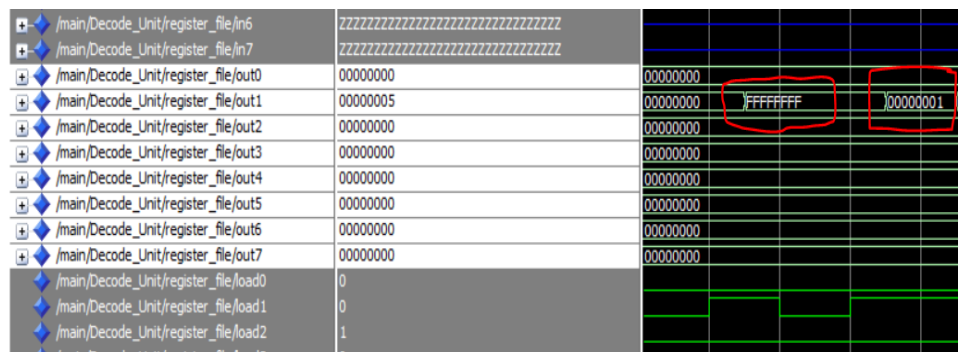 /main/Decode_Unit/register_file/in6 ZZZZZZZZZZZZZZZZZZZZZZZZZZZZZZZZ
/main/Decode_Unit/register_file/in7 ZZZZZZZZZZZZZZZZZZZZZZZZZZZZZZZZ
/main/Decode_Unit/register_file/out0 00000000 00000000
/main/Decode_Unit/register_file/out1 00000005 00000000 FFFFFFFF 00000001
/main/Decode_Unit/register_file/out2 00000000 00000000
/main/Decode_Unit/register_file/out3 00000000 00000000
/main/Decode_Unit/register_file/out4 00000000 00000000
/main/Decode_Unit/register_file/out5 00000000 00000000
/main/Decode_Unit/register_file/out6 00000000 00000000
/main/Decode_Unit/register_file/out7 00000000 00000000
/main/Decode_Unit/register_file/load0 0
/main/Decode_Unit/register_file/load1 0
/main/Decode_Unit/register_file/load2 1